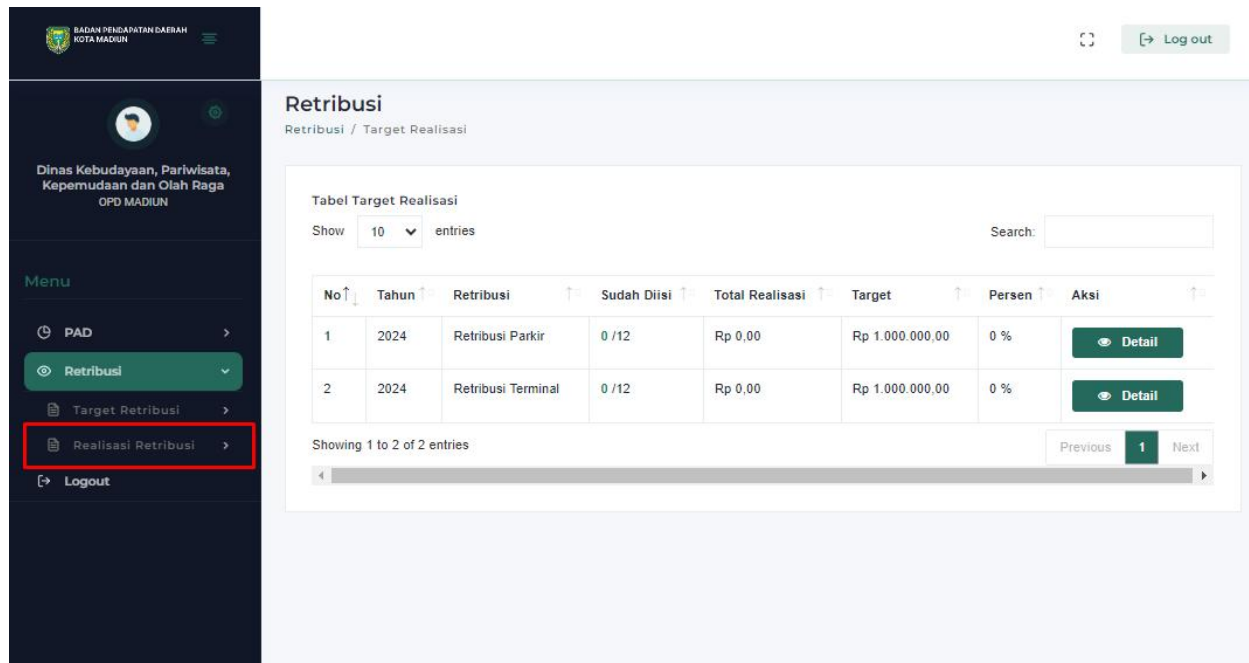 BADAN PENDAPATAN DAERAH
KOTA MADIUN
Log out
Dinas Kebudayaan, Pariwisata,
Kepemudaan dan Olah Raga
OPD MADIUN
Menu
PAD
Retribusi
Target Retribusi
Realisasi Retribusi
Logout
Retribusi
Retribusi / Target Realisasi
Tabel Target Realisasi
Show 10 entries Search:
No Tahun Retribusi Sudah Diisi Total Realisasi Target Persen Aksi
1 2024 Retribusi Parkir 0 /12 Rp 0,00 Rp 1.000.000,00 0 % Detail
2 2024 Retribusi Terminal 0 /12 Rp 0,00 Rp 1.000.000,00 0 % Detail
Showing 1 to 2 of 2 entries Previous 1 Next